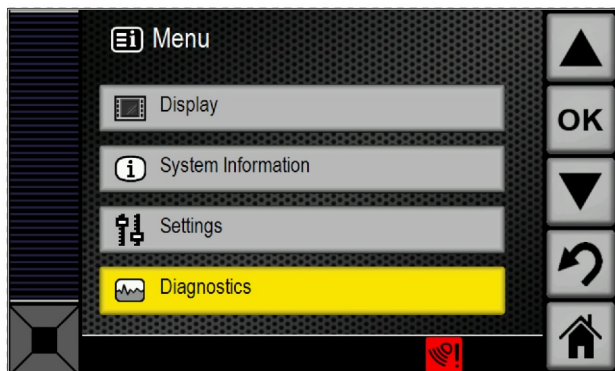 Menu
Display
OK
System Information
Settings
Diagnostics